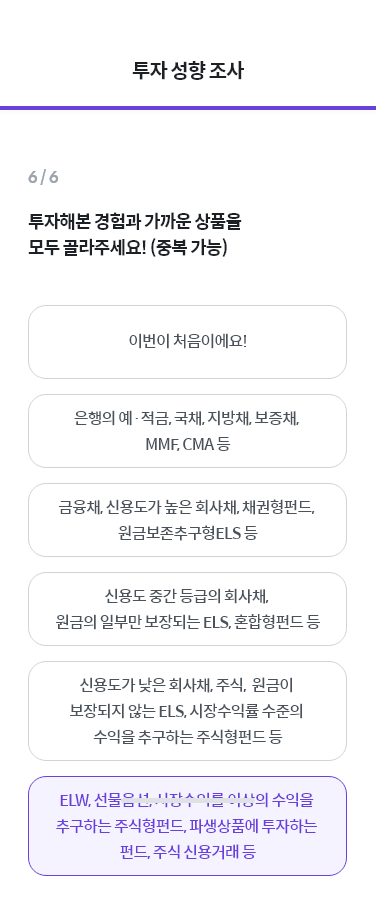 투자 성향 조사
6 / 6
투자해본 경험과 가까운 상품을
모두 골라주세요! (중복 가능)
이번이 처음이에요!
은행의 예·적금, 국채, 지방채, 보증채,
MMF, CMA 등
금융채, 신용도가 높은 회사채, 채권형펀드,
원금보존추구형ELS 등
신용도 중간 등급의 회사채,
원금의 일부만 보장되는 ELS, 혼합형펀드 등
신용도가 낮은 회사채, 주식, 원금이
보장되지 않는 ELS, 시장수익률 수준의
수익을 추구하는 주식형펀드 등
ELW, 선물옵션, 시장수익률 이상의 수익을
추구하는 주식형펀드, 파생상품에 투자하는
펀드, 주식 신용거래 등